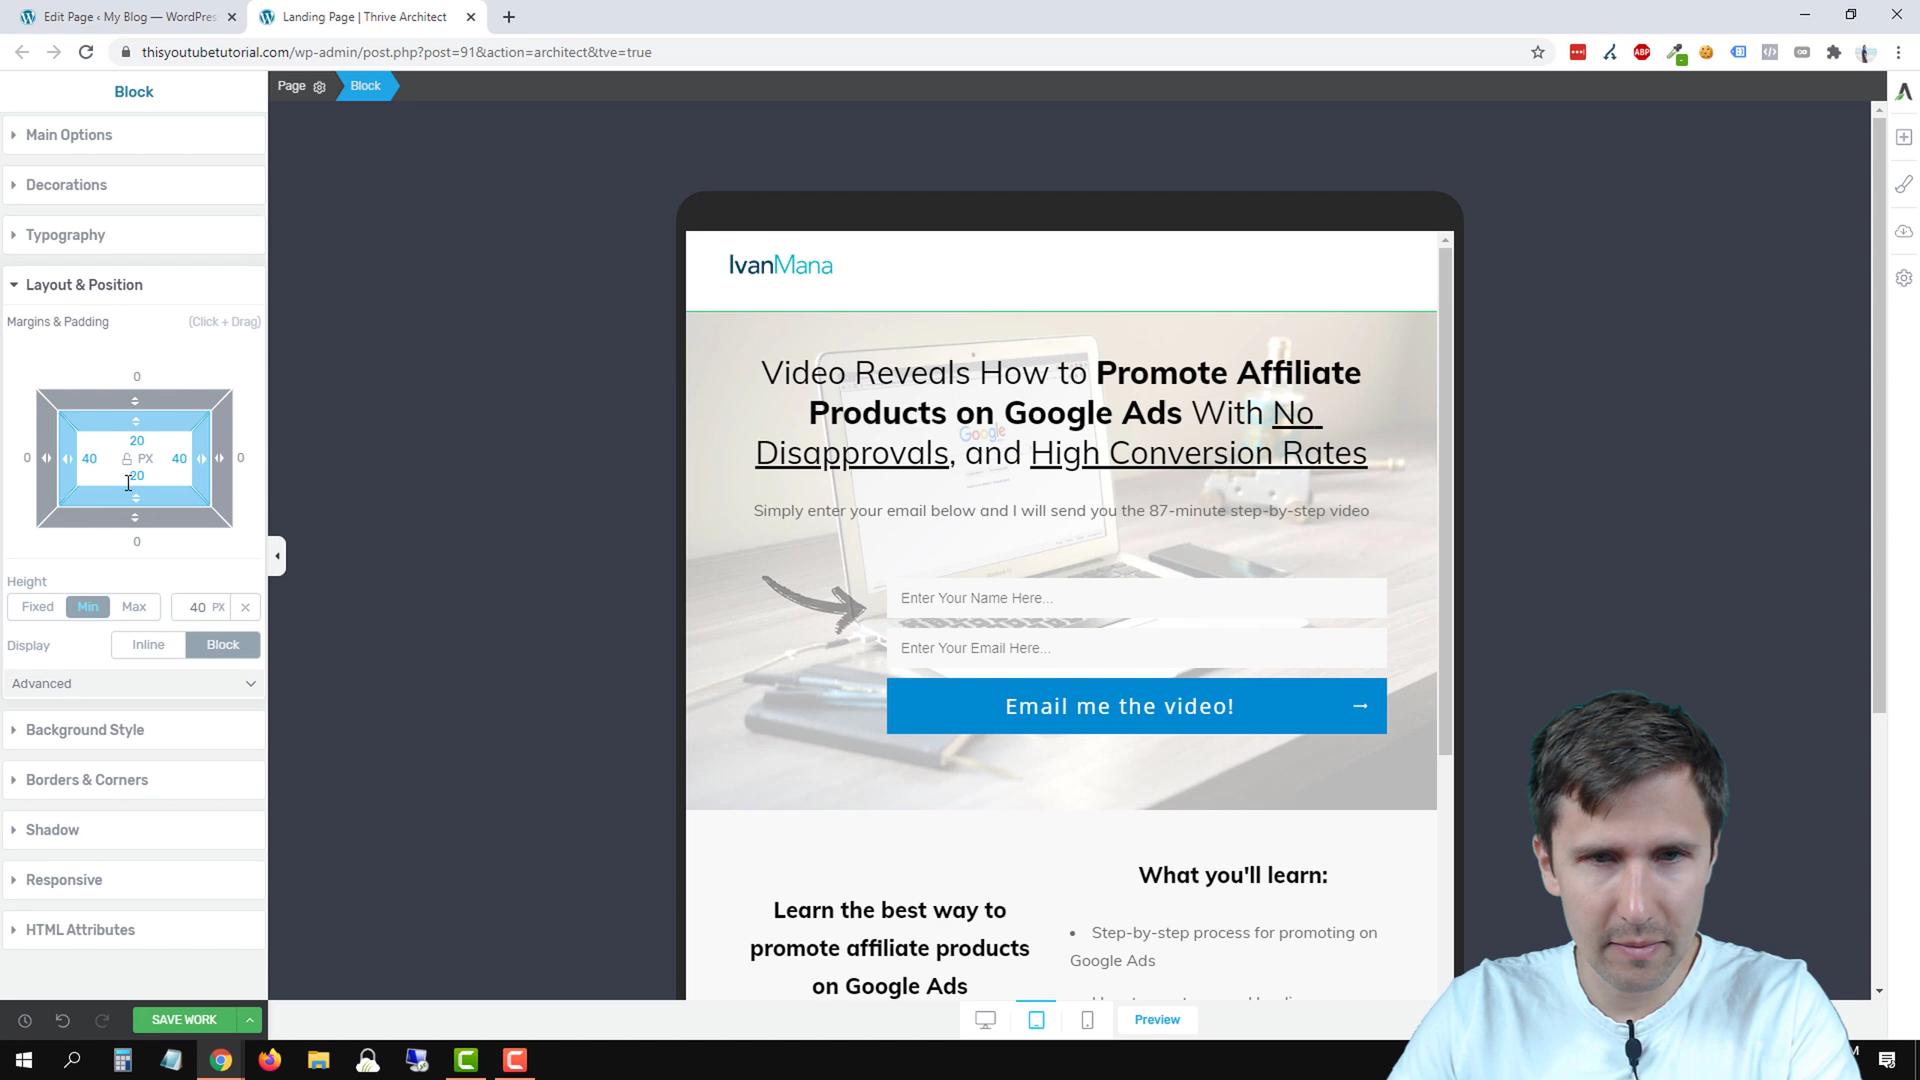 Edit Page ‹ My Blog — WordPres
Landing Page | Thrive Architect
thisyoutubetutorial.com/wp-admin/post.php?post=91&action=architect&tve=true
ABP
Block
Page
Block
Main Options
Decorations
Typography
Layout & Position
Margins & Padding
(Click + Drag)
0
20
0
40
PX
40
0
20
0
Height
Fixed
Min
Max
40 PX
Display
Inline
Block
Advanced
Background Style
Borders & Corners
Shadow
Responsive
HTML Attributes
SAVE WORK
IvanMana
Video Reveals How to Promote Affiliate
Products on Google Ads With No
Disapprovals, and High Conversion Rates
Google
Simply enter your email below and I will send you the 87-minute step-by-step video
Enter Your Name Here...
Enter Your Email Here...
Email me the video!
Learn the best way to
promote affiliate products
on Google Ads
What you'll learn:
Step-by-step process for promoting on
Google Ads
Preview